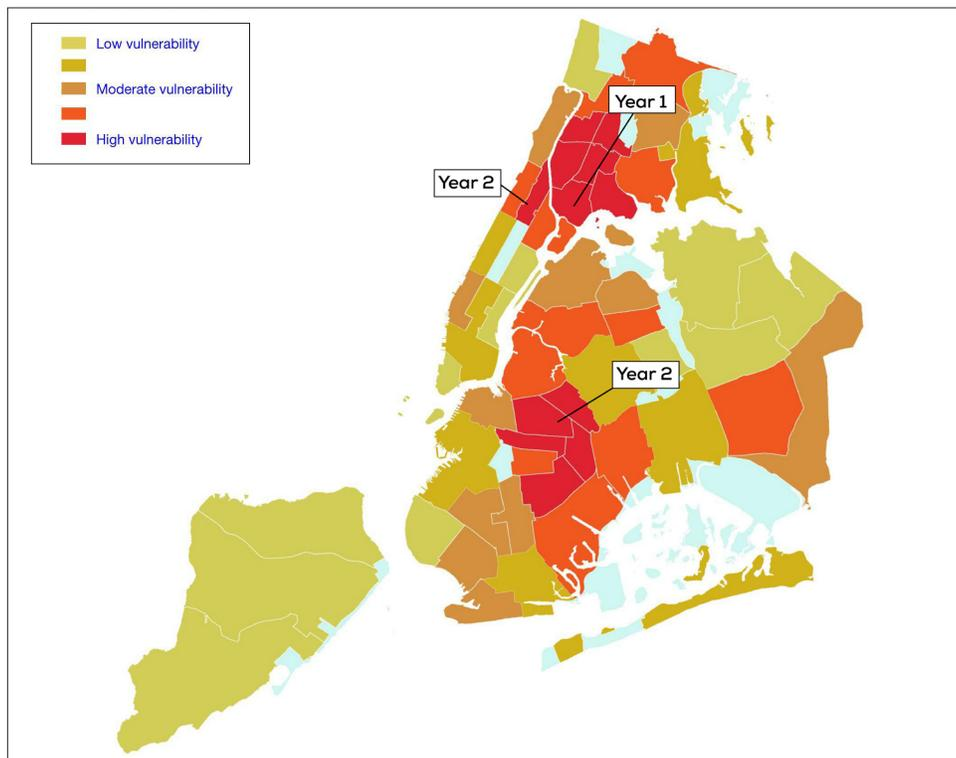 Low vulnerability
Moderate vulnerability
High vulnerability
Year 1
Year 2
Year 2